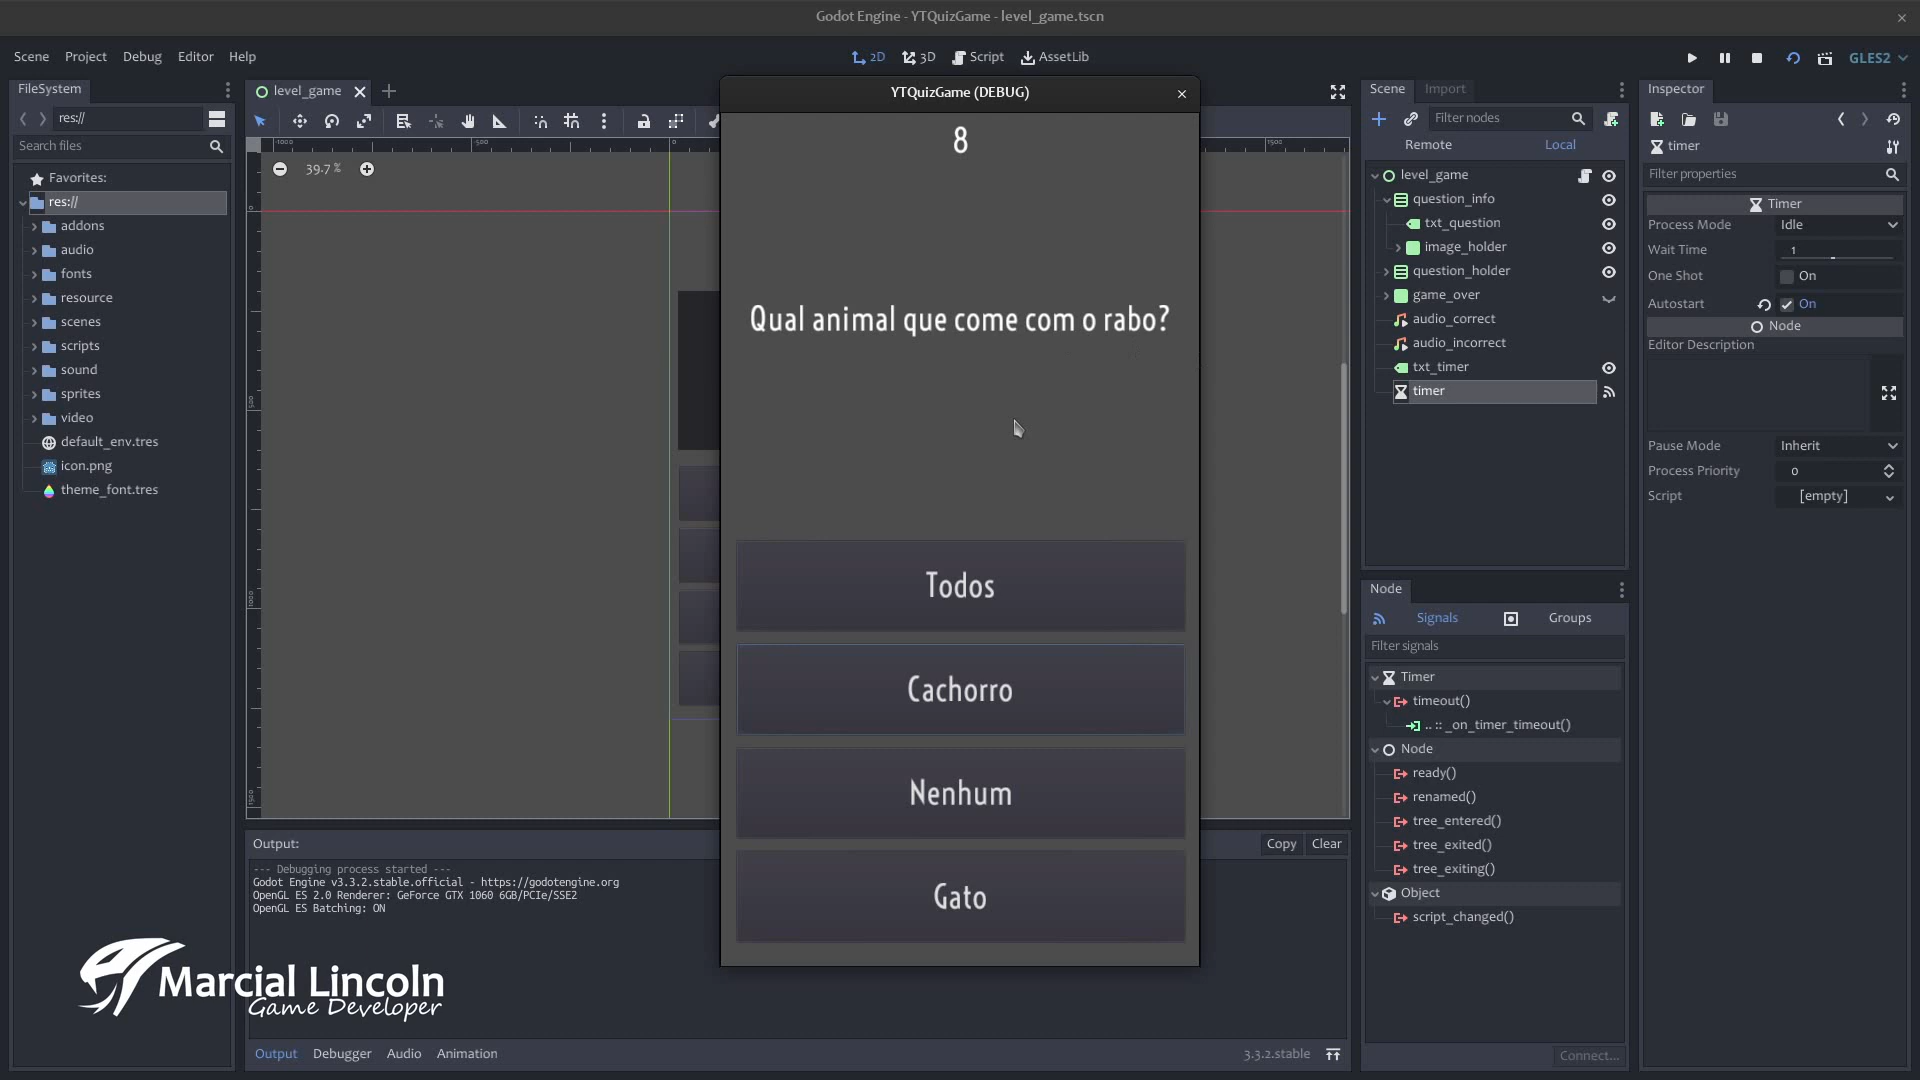 Godot Engine - YTQuizGame - level_game.tscn
Scene Project Debug Editor Help
2D 3D Script AssetLib
GLES2
FileSystem
res://
Search files
Favorites:
res://
addons
audio
fonts
resource
scenes
scripts
sound
sprites
video
default_env.tres
icon.png
theme_font.tres
level_game
39.7 %
YTQuizGame (DEBUG)
8
Qual animal que come com o rabo?
Todos
Cachorro
Nenhum
Gato
Output:
Copy Clear
--- Debugging process started ---
Godot Engine v3.3.2.stable.official - https://godotengine.org
OpenGL ES 2.0 Renderer: GeForce GTX 1060 6GB/PCIe/SSE2
OpenGL ES Batching: ON
Marcial Lincoln
Game Developer
Output Debugger Audio Animation
3.3.2.stable
Scene Import
Filter nodes
Remote Local
level_game
question_info
txt_question
image_holder
question_holder
game_over
audio_correct
audio_incorrect
txt_timer
timer
Node
Signals Groups
Filter signals
Timer
timeout()
.. :: _on_timer_timeout()
Node
ready()
renamed()
tree_entered()
tree_exited()
tree_exiting()
Object
script_changed()
Connect...
Inspector
timer
Filter properties
Timer
Process Mode Idle
Wait Time 1
One Shot On
Autostart On
Node
Editor Description
Pause Mode Inherit
Process Priority 0
Script [empty]